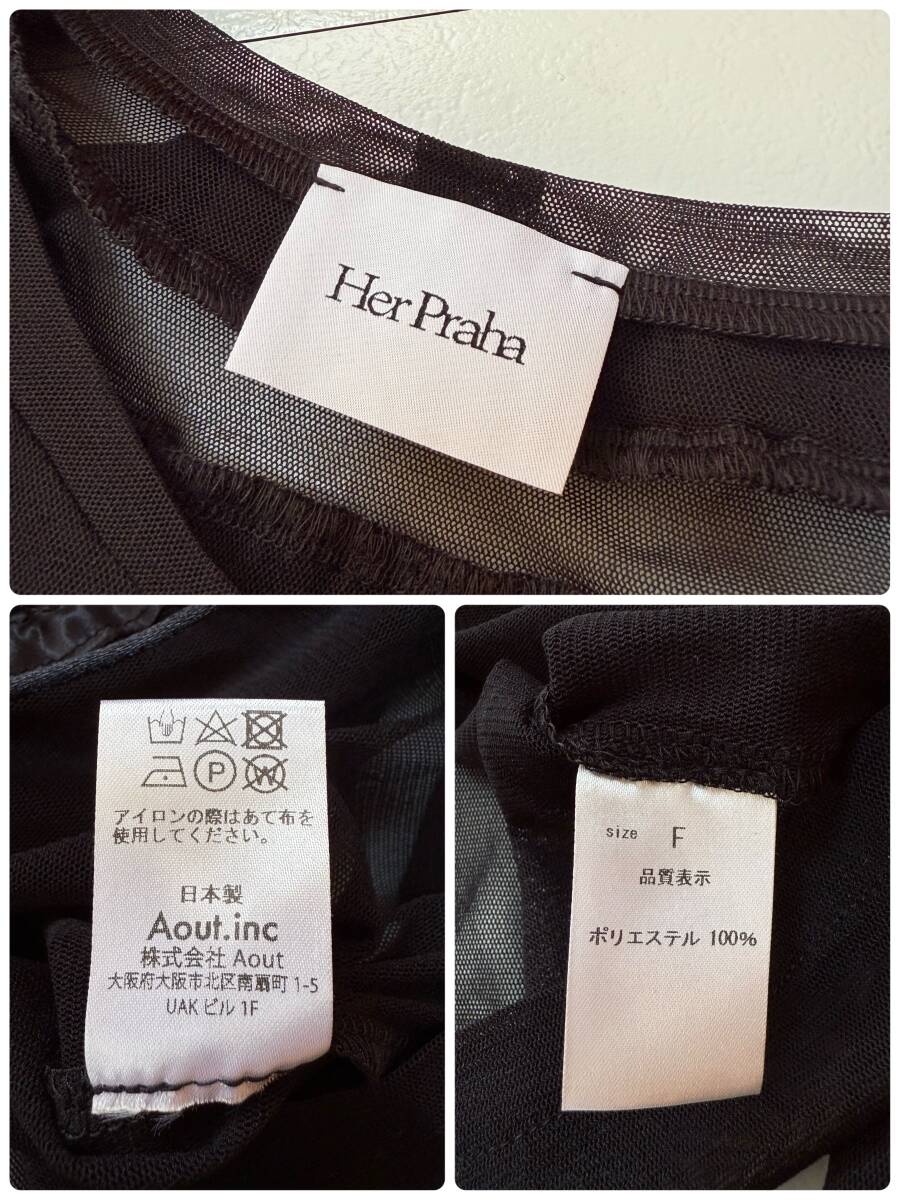 Her Praha
P
W
アイロンの際はあて布を
使用してください。
日本製
Aout.inc
株式会社 Aout
大阪府大阪市北区南扇町 1-5
UAK ビル 1F
size F
品質表示
ポリエステル 100%